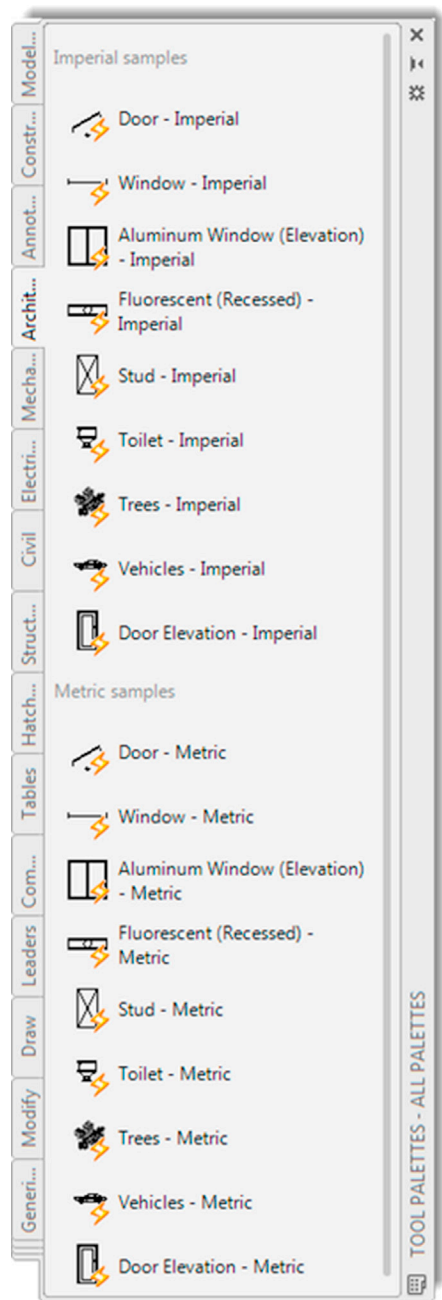 Model...
Constr...
Annot...
Archit...
Mecha...
Electri...
Civil
Struct...
Hatch...
Tables
Com...
Leaders
Draw
Modify
Generi...
Imperial samples
Door - Imperial
Window - Imperial
Aluminum Window (Elevation)
- Imperial
Fluorescent (Recessed) -
Imperial
Stud - Imperial
Toilet - Imperial
Trees - Imperial
Vehicles - Imperial
Door Elevation - Imperial
Metric samples
Door - Metric
Window - Metric
Aluminum Window (Elevation)
- Metric
Fluorescent (Recessed) -
Metric
Stud - Metric
Toilet - Metric
Trees - Metric
Vehicles - Metric
Door Elevation - Metric
TOOL PALETTES - ALL PALETTES